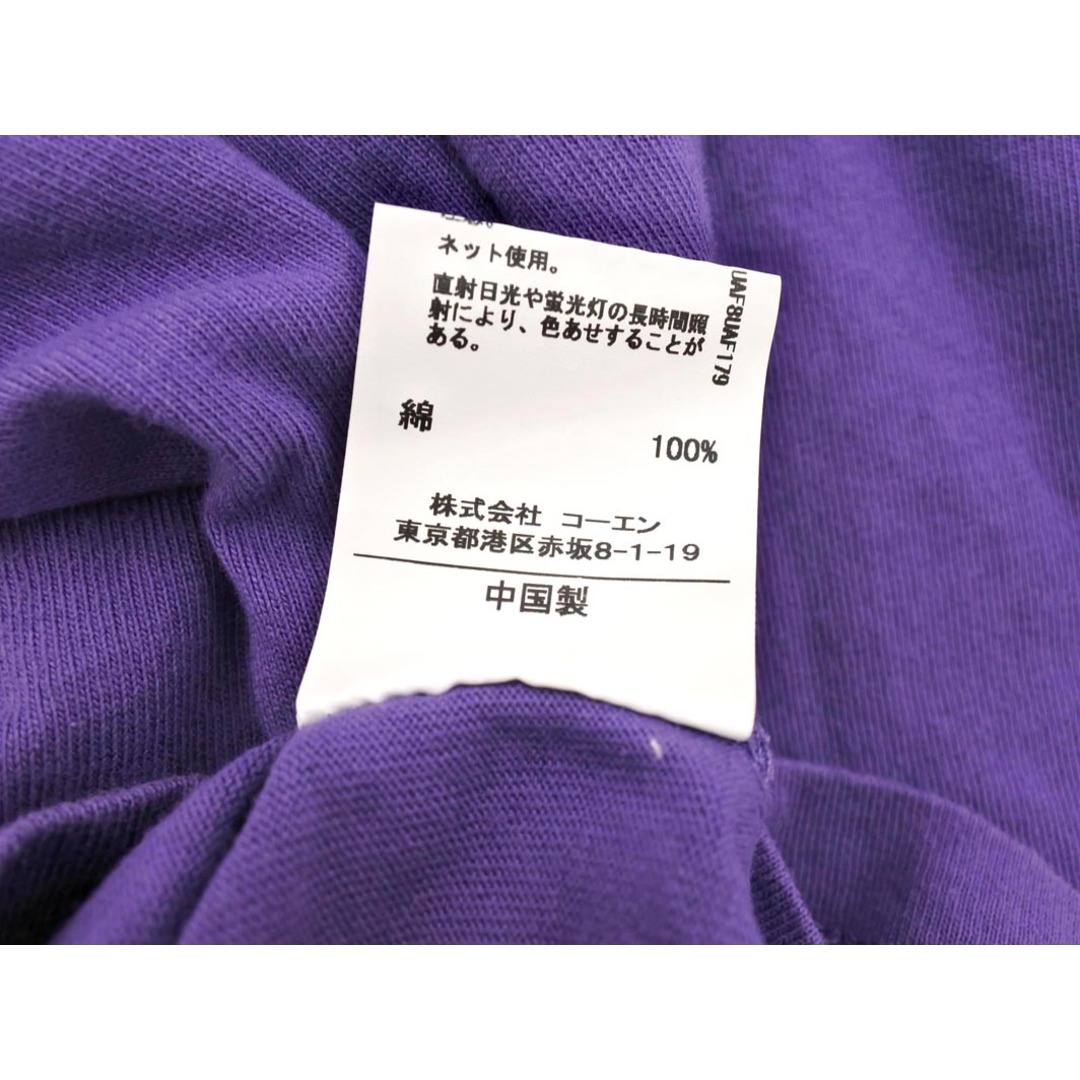 ネット使用。
直射日光や蛍光灯の長時間照
射により、色あせすることが
ある。
UAF8UAF179
綿
100%
株式会社 コーエン
東京都港区赤坂8-1-19
中国製